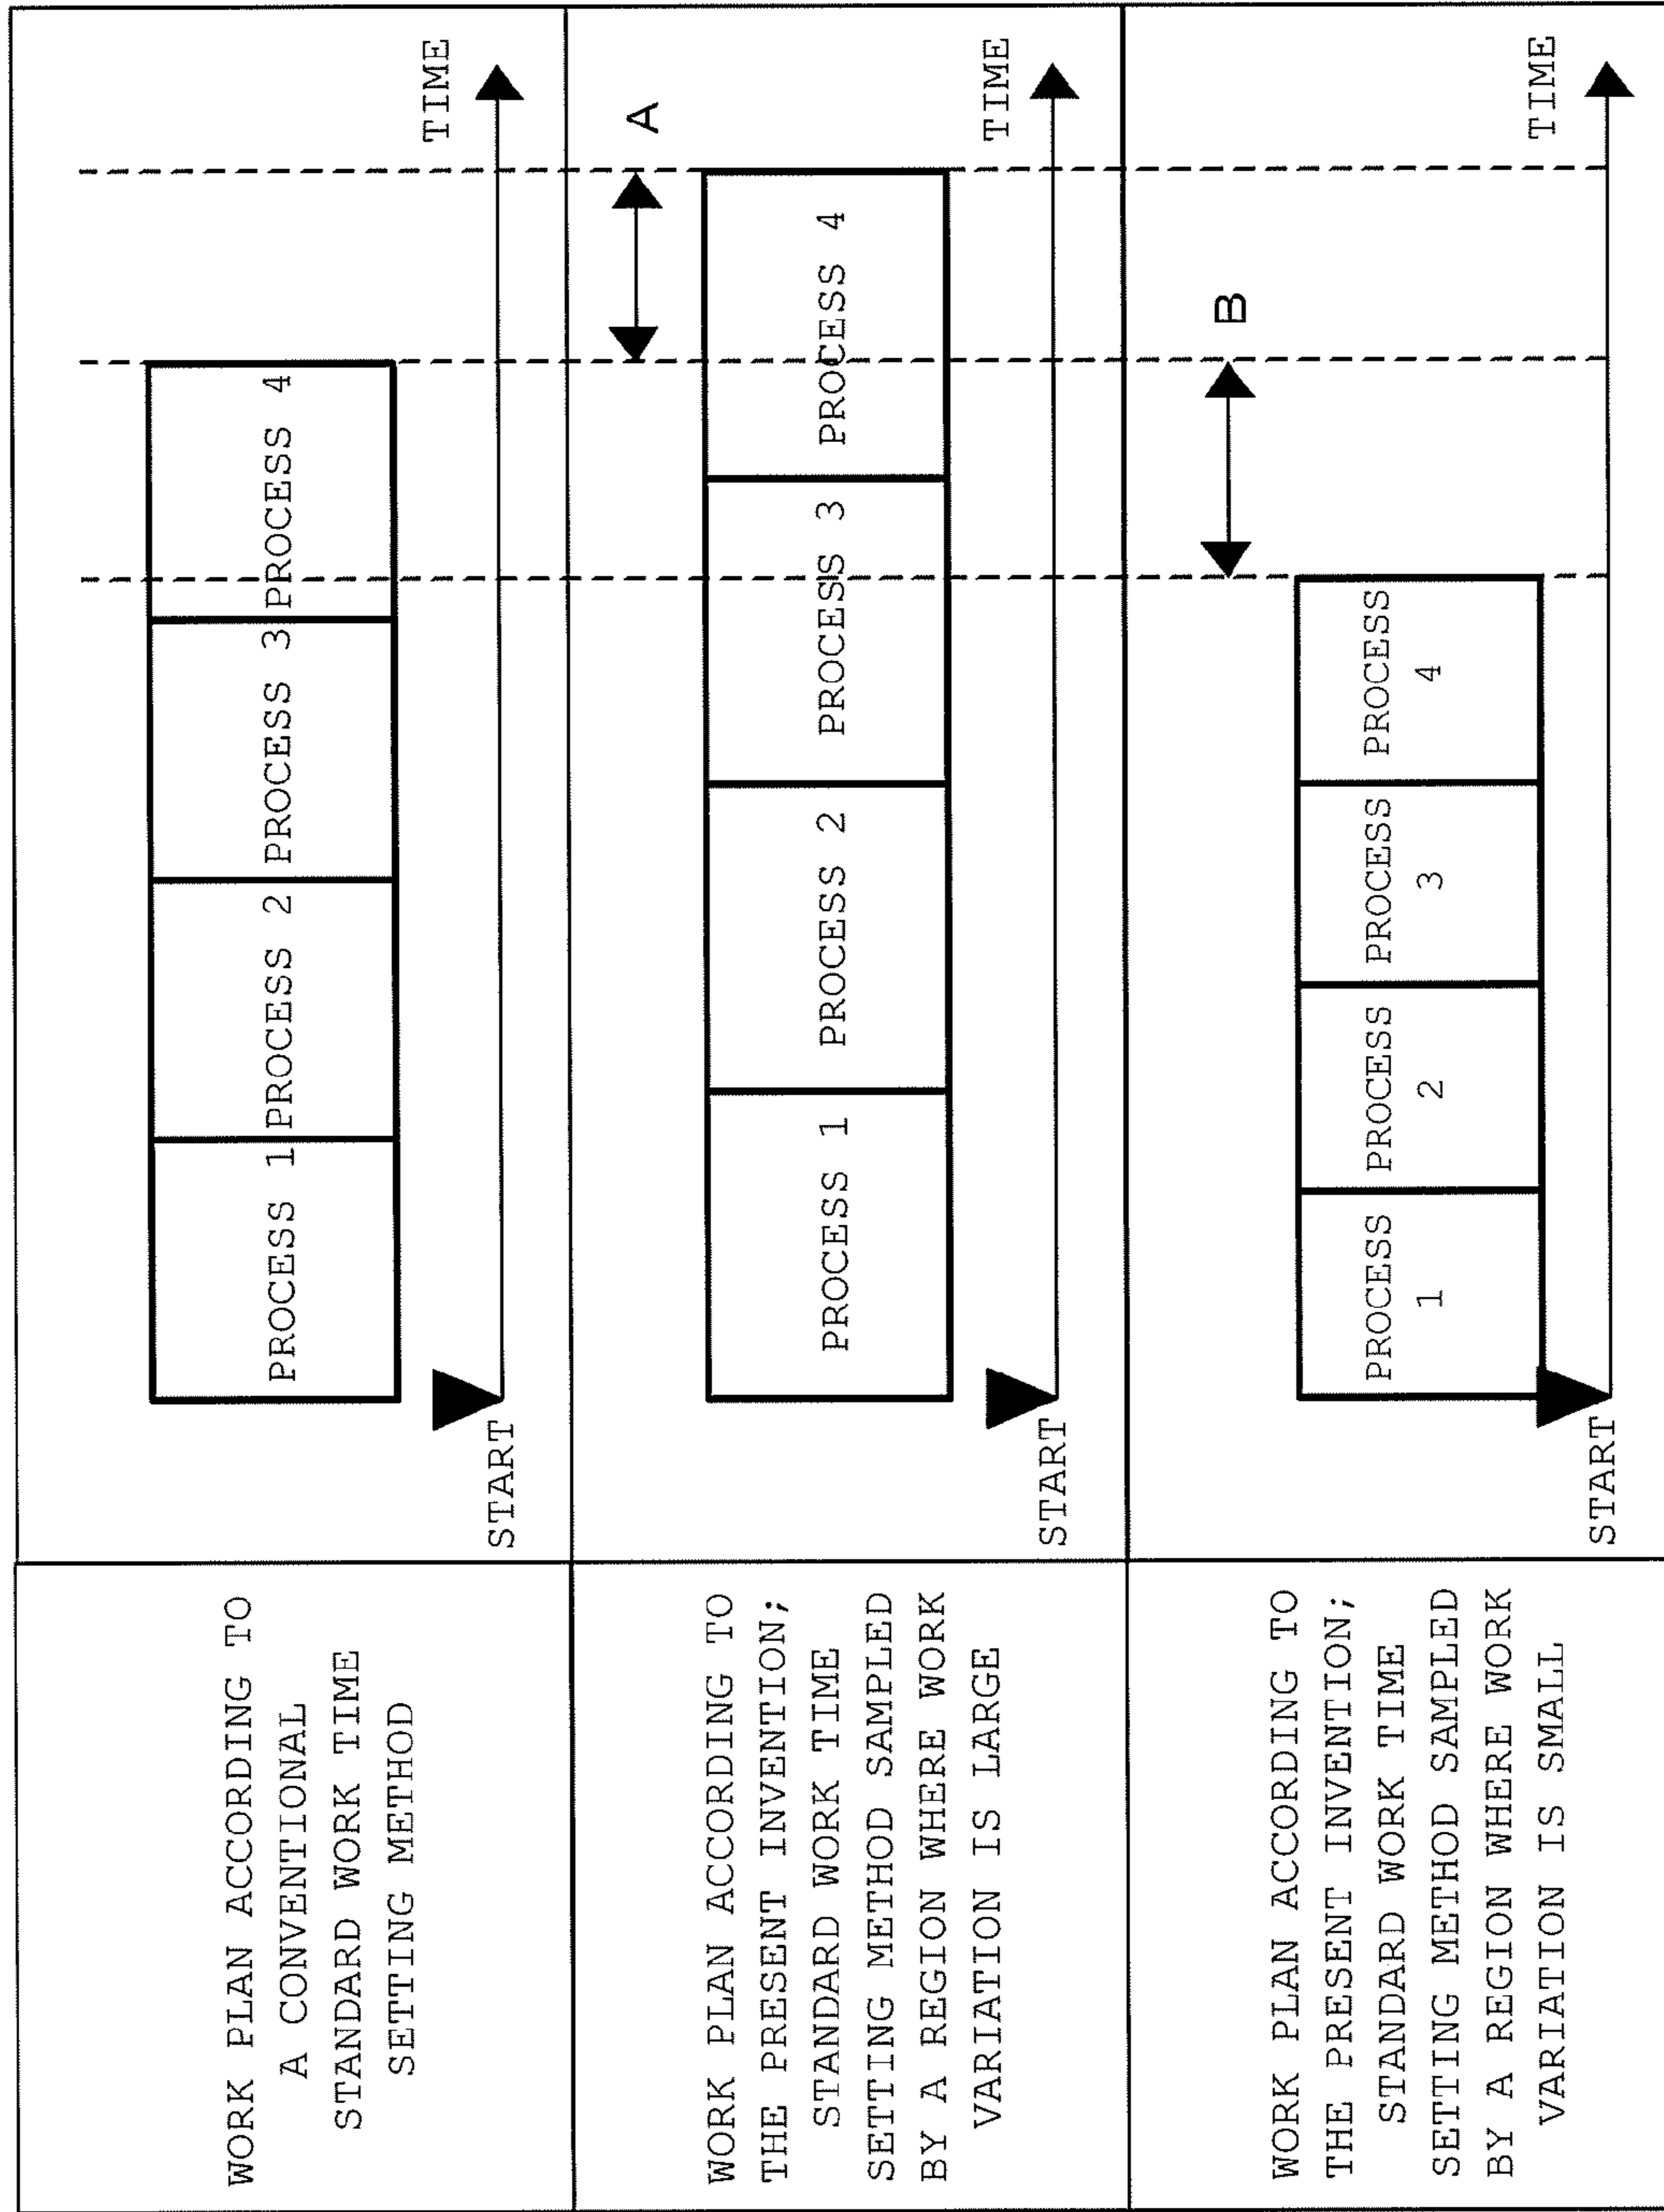 WORK PLAN ACCORDING TO
A CONVENTIONAL
STANDARD WORK TIME
SETTING METHOD
PROCESS 1
PROCESS 2
PROCESS 3
PROCESS 4
START
TIME
WORK PLAN ACCORDING TO
THE PRESENT INVENTION;
STANDARD WORK TIME
SETTING METHOD SAMPLED
BY A REGION WHERE WORK
VARIATION IS LARGE
A
PROCESS 1
PROCESS 2
PROCESS 3
PROCESS 4
START
TIME
WORK PLAN ACCORDING TO
THE PRESENT INVENTION;
STANDARD WORK TIME
SETTING METHOD SAMPLED
BY A REGION WHERE WORK
VARIATION IS SMALL
B
PROCESS
1
PROCESS
2
PROCESS
3
PROCESS
4
START
TIME